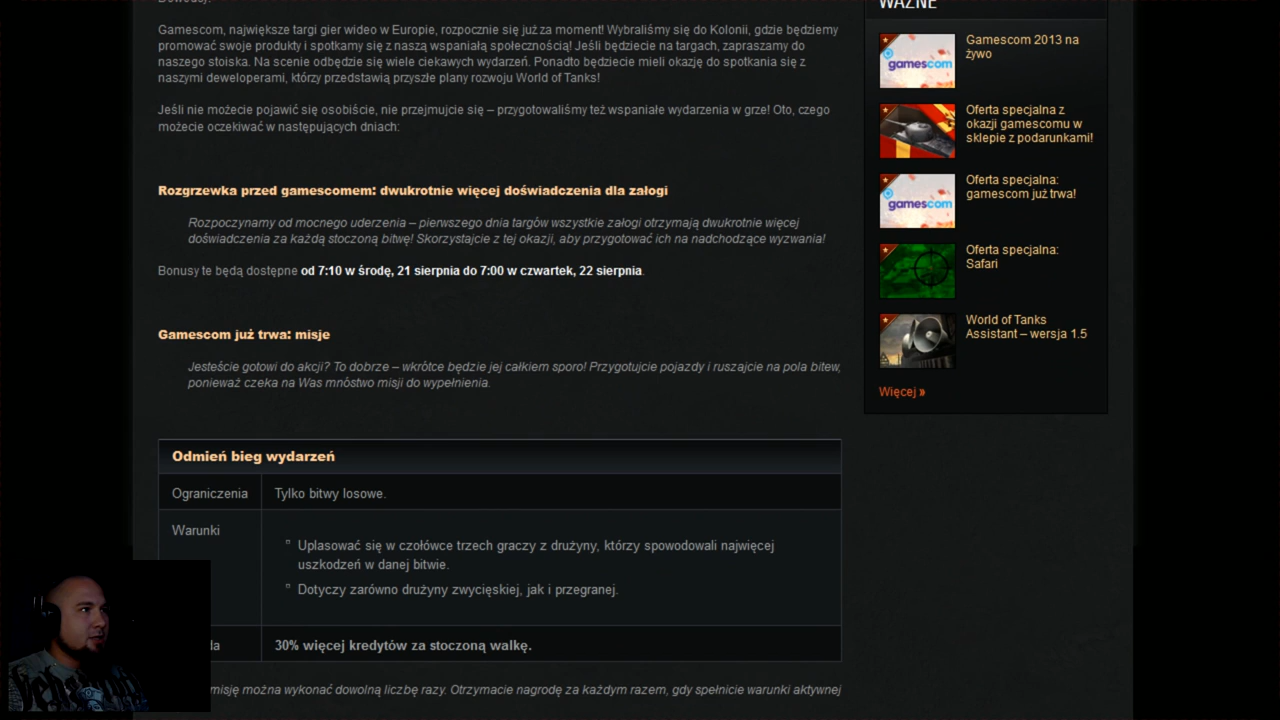 Dowódcy!
Gamescom, największe targi gier wideo w Europie, rozpocznie się już za moment! Wybraliśmy się do Kolonii, gdzie będziemy
promować swoje produkty i spotkamy się z naszą wspaniałą społecznością! Jeśli będziecie na targach, zapraszamy do
naszego stoiska. Na scenie odbędzie się wiele ciekawych wydarzeń. Ponadto będziecie mieli okazję do spotkania się z
naszymi deweloperami, którzy przedstawią przyszłe plany rozwoju World of Tanks!
Jeśli nie możecie pojawić się osobiście, nie przejmujcie się – przygotowaliśmy też wspaniałe wydarzenia w grze! Oto, czego
możecie oczekiwać w następujących dniach:
Rozgrzewka przed gamescomem: dwukrotnie więcej doświadczenia dla załogi
Rozpoczynamy od mocnego uderzenia – pierwszego dnia targów wszystkie załogi otrzymają dwukrotnie więcej
doświadczenia za każdą stoczoną bitwę! Skorzystajcie z tej okazji, aby przygotować ich na nadchodzące wyzwania!
Bonusy te będą dostępne od 7:10 w środę, 21 sierpnia do 7:00 w czwartek, 22 sierpnia.
Gamescom już trwa: misje
Jesteście gotowi do akcji? To dobrze – wkrótce będzie jej całkiem sporo! Przygotujcie pojazdy i ruszajcie na pola bitew,
ponieważ czeka na Was mnóstwo misji do wypełnienia.
Odmień bieg wydarzeń
Ograniczenia
Tylko bitwy losowe.
Warunki
Uplasować się w czołówce trzech graczy z drużyny, którzy spowodowali najwięcej
uszkodzeń w danej bitwie.
Dotyczy zarówno drużyny zwycięskiej, jak i przegranej.
da
30% więcej kredytów za stoczoną walkę.
misję można wykonać dowolną liczbę razy. Otrzymacie nagrodę za każdym razem, gdy spełnicie warunki aktywnej
WAŻNE
gamescom
Gamescom 2013 na
żywo
Oferta specjalna z
okazji gamescomu w
sklepie z podarunkami!
gamescom
Oferta specjalna:
gamescom już trwa!
Oferta specjalna:
Safari
World of Tanks
Assistant – wersja 1.5
Więcej »